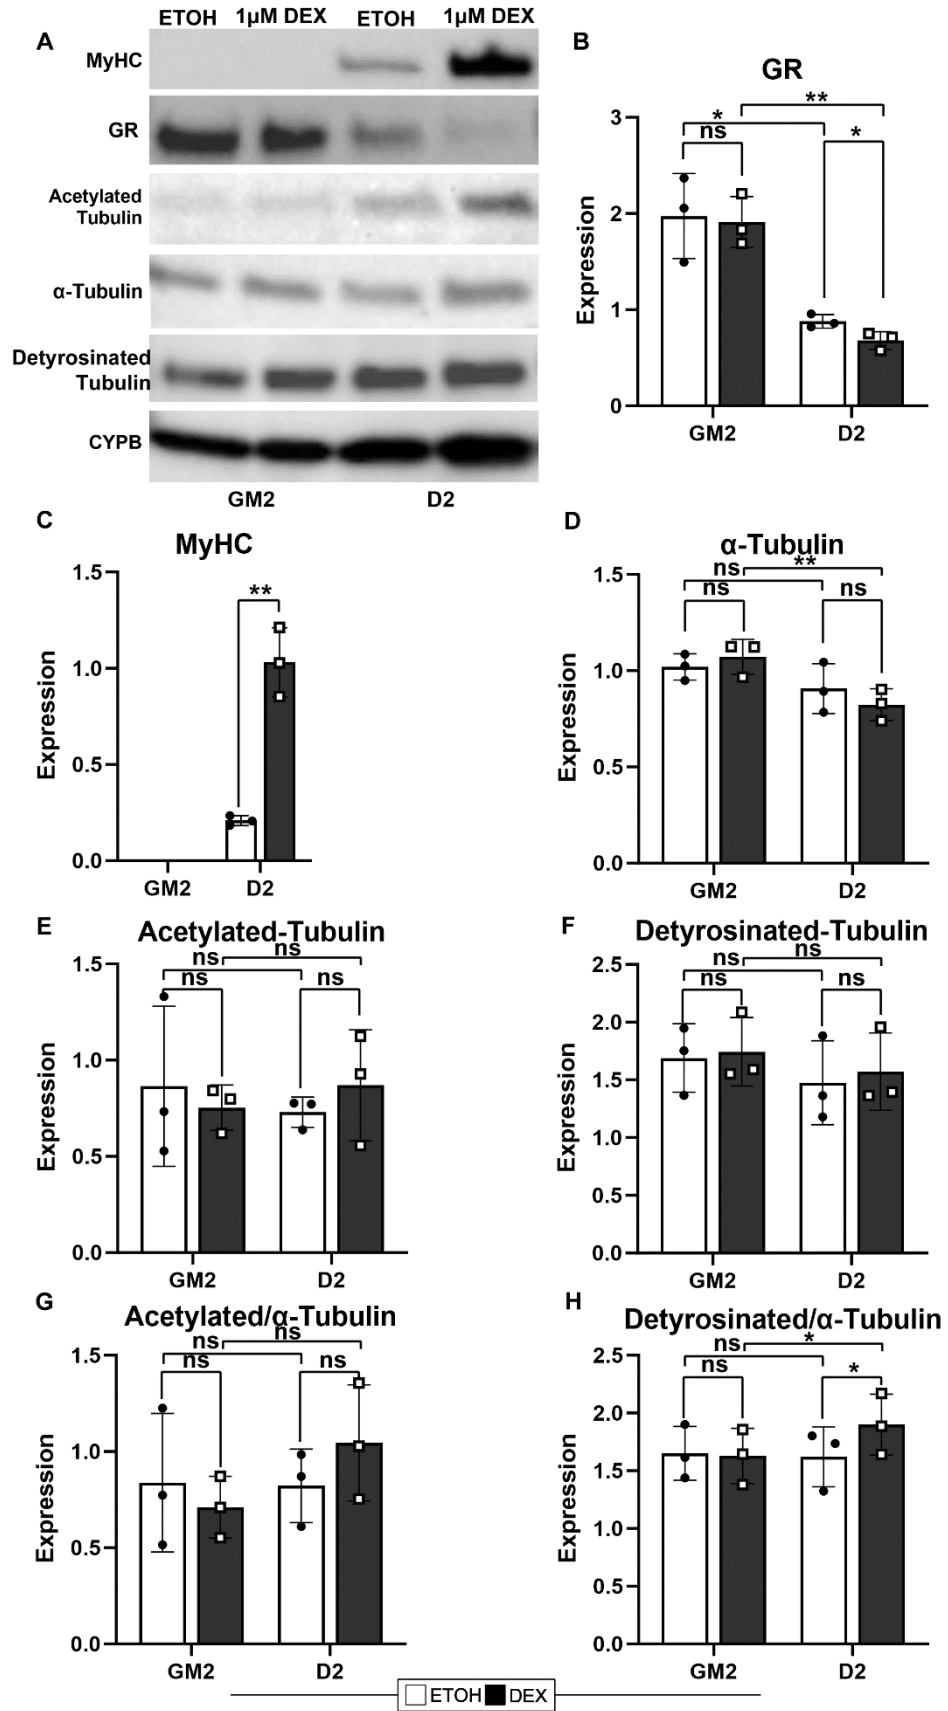 ETOH 1µM DEX ETOH 1µM DEX
A
MyHC
GR
Acetylated
Tubulin
α-Tubulin
Detyrosinated
Tubulin
CYPB
GM2 D2
B
GR
**
*
ns *
3
2
1
0
Expression
GM2 D2
C
MyHC
**
1.5
1.0
0.5
0.0
Expression
GM2 D2
D
α-Tubulin
ns **
ns ns
1.5
1.0
0.5
0.0
Expression
GM2 D2
E
Acetylated-Tubulin
ns ns
ns ns
1.5
1.0
0.5
0.0
Expression
GM2 D2
F
Detyrosinated-Tubulin
ns ns
ns ns
2.5
2.0
1.5
1.0
0.5
0.0
Expression
GM2 D2
G
Acetylated/α-Tubulin
ns ns
ns ns
1.5
1.0
0.5
0.0
Expression
GM2 D2
H
Detyrosinated/α-Tubulin
ns *
ns *
2.5
2.0
1.5
1.0
0.5
0.0
Expression
GM2 D2
ETOH DEX